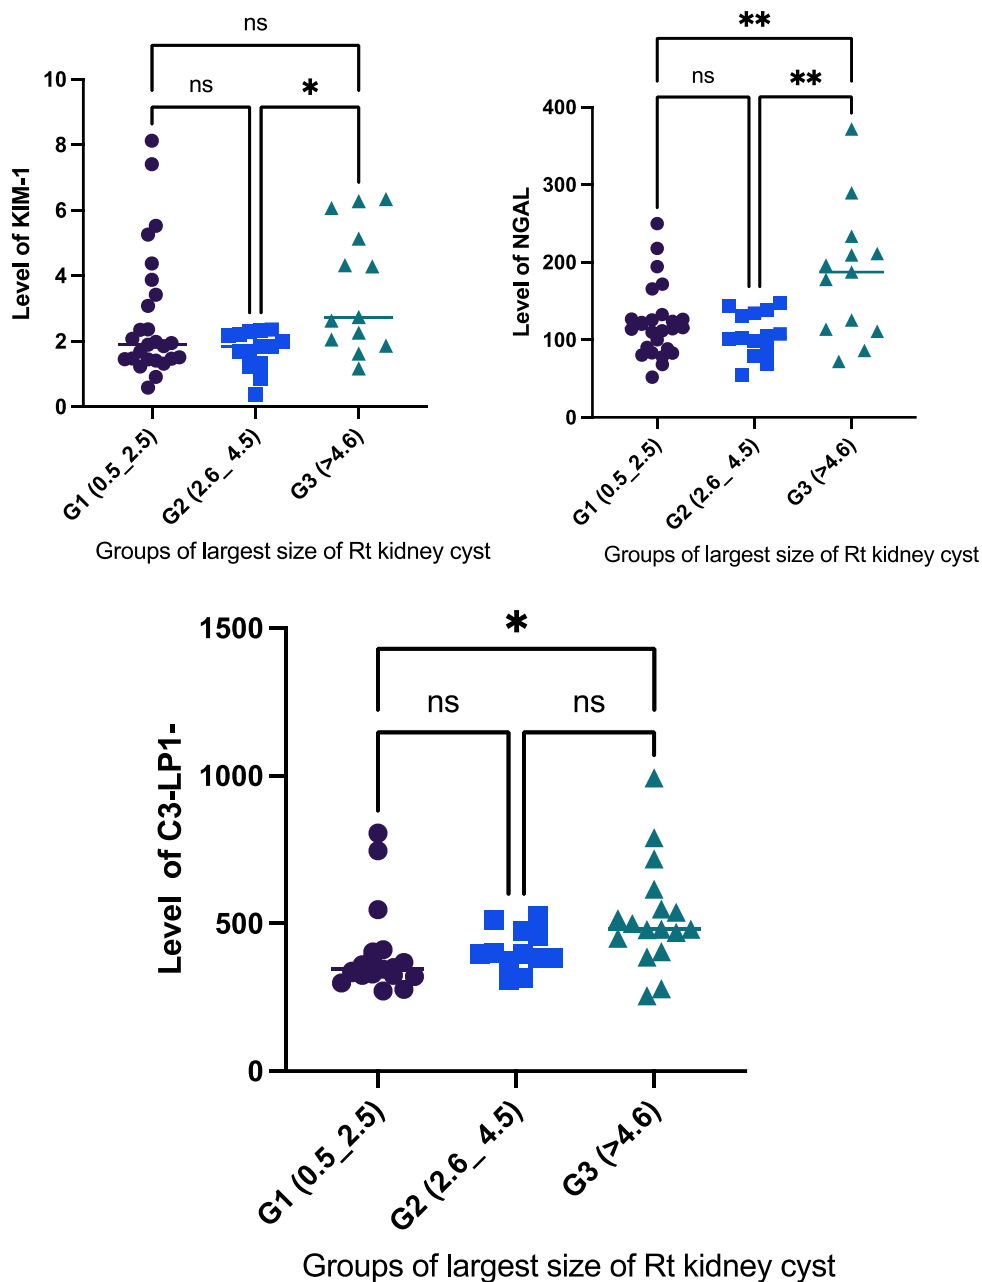 ns
ns
*
10
8
6
4
2
0
Level of KIM-1
G1 (0.5_2.5)
G2 (2.6_ 4.5)
G3 (>4.6)
Groups of largest size of Rt kidney cyst
**
ns
**
400
300
200
100
0
Level of NGAL
G1 (0.5_2.5)
G2 (2.6_ 4.5)
G3 (>4.6)
Groups of largest size of Rt kidney cyst
*
ns
ns
1500
1000
500
0
Level of C3-LP1-
G1 (0.5_2.5)
G2 (2.6_ 4.5)
G3 (>4.6)
Groups of largest size of Rt kidney cyst